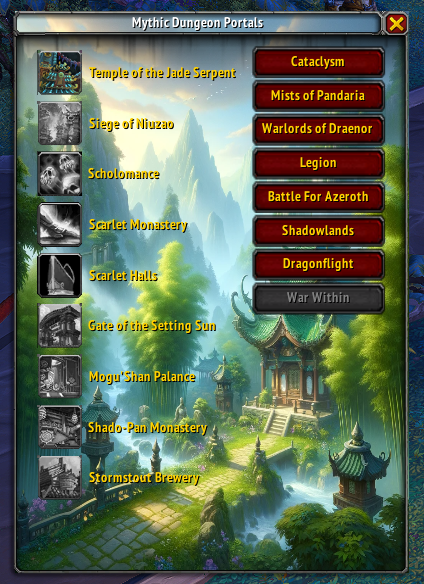 Mythic Dungeon Portals
Temple of the Jade Serpent
Siege of Niuzao
Scholomance
Scarlet Monastery
Scarlet Halls
Gate of the Setting Sun
Mogu'Shan Palance
Shado-Pan Monastery
Stormstout Brewery
Cataclysm
Mists of Pandaria
Warlords of Draenor
Legion
Battle For Azeroth
Shadowlands
Dragonflight
War Within